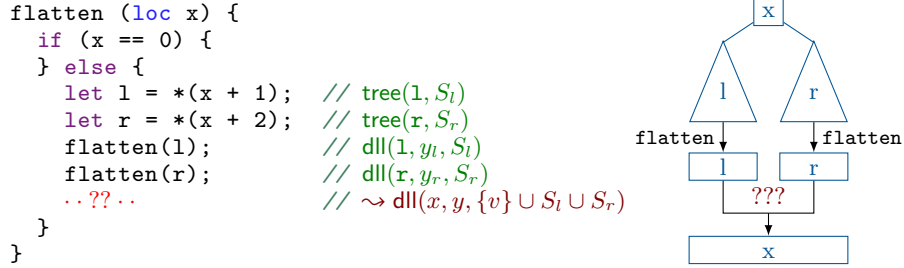 flatten (loc x) {
if (x == 0) {
} else {
let l = *(x + 1); // tree(l, S_l)
let r = *(x + 2); // tree(r, S_r)
flatten(l); // dll(l, y_l, S_l)
flatten(r); // dll(r, y_r, S_r)
·· ?? ·· // ⤳ dll(x, y, {v} ∪ S_l ∪ S_r)
}
}
x
l r
flatten flatten
l r
???
x